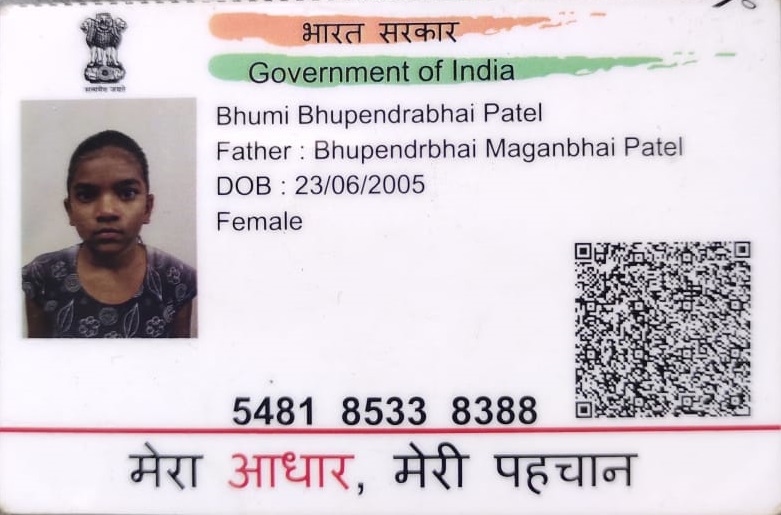 भारत सरकार
Government of India
सत्यमेव जयते
Bhumi Bhupendrabhai Patel
Father : Bhupendrbhai Maganbhai Patel
DOB : 23/06/2005
Female
5481 8533 8388
मेरा आधार, मेरी पहचान